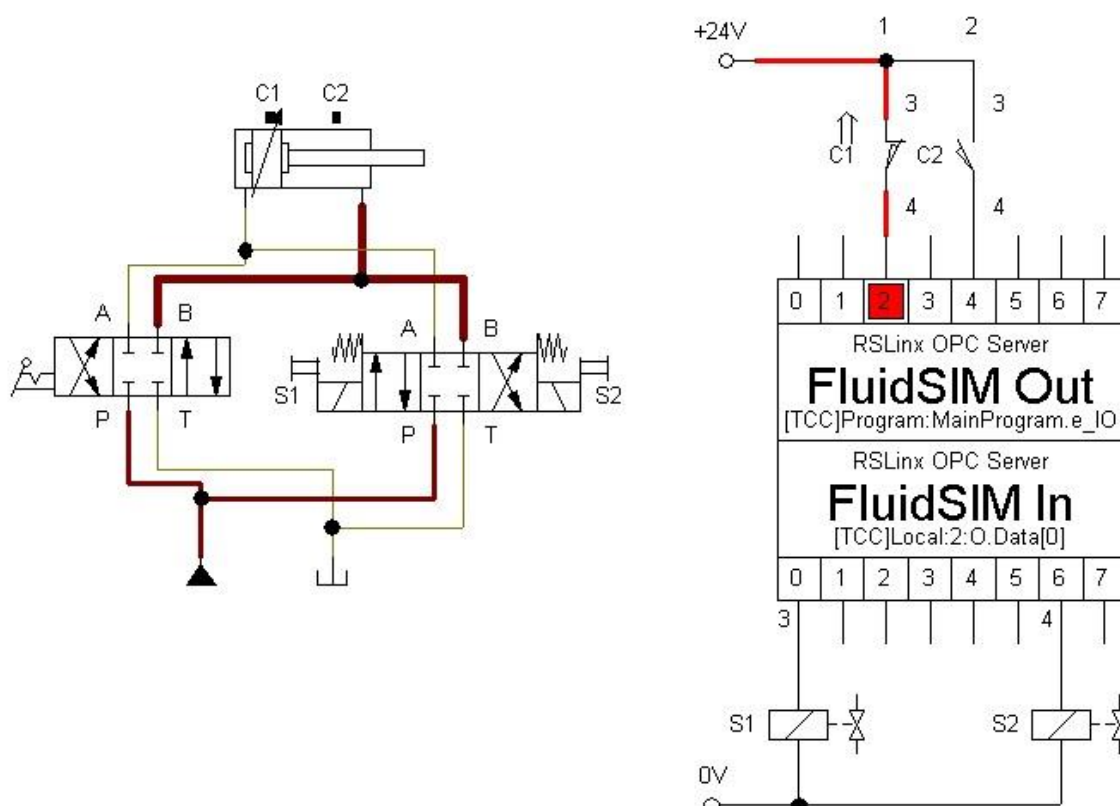 C1 C2
A B
A B
S1 S2
P T
P T
+24V 1 2
3 3
C1 C2
4 4
0 1 2 3 4 5 6 7
RSLinx OPC Server
FluidSIM Out
[TCC]Program:MainProgram.e_IO
RSLinx OPC Server
FluidSIM In
[TCC]Local:2:O.Data[0]
0 1 2 3 4 5 6 7
3 4
S1 S2
0V